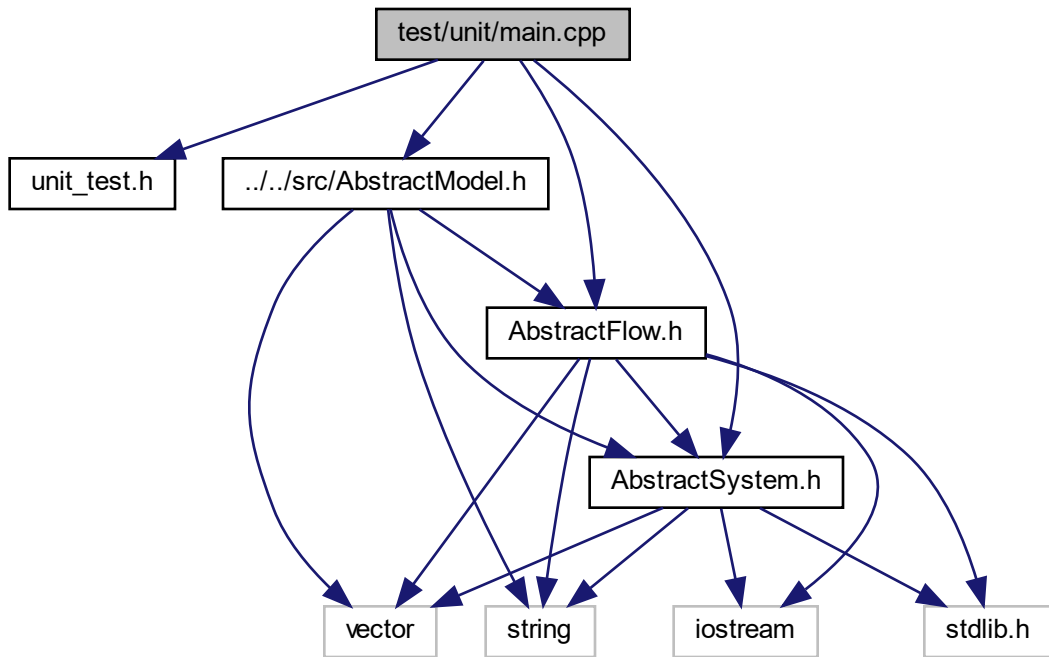 test/unit/main.cpp
unit_test.h
../../src/AbstractModel.h
AbstractFlow.h
AbstractSystem.h
vector
string
iostream
stdlib.h